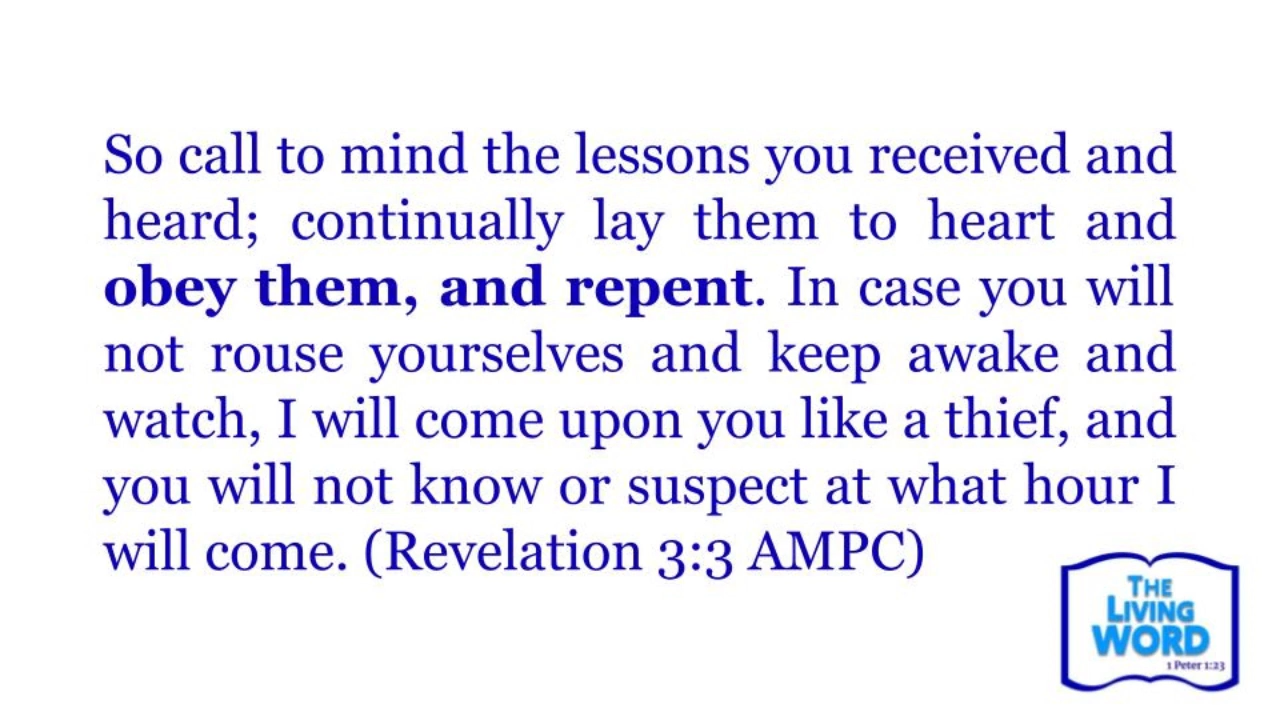 So call to mind the lessons you received and
heard; continually lay them to heart and
obey them, and repent. In case you will
not rouse yourselves and keep awake and
watch, I will come upon you like a thief, and
you will not know or suspect at what hour I
will come. (Revelation 3:3 AMPC)
THE
LIVING
WORD
1 Peter 1:23